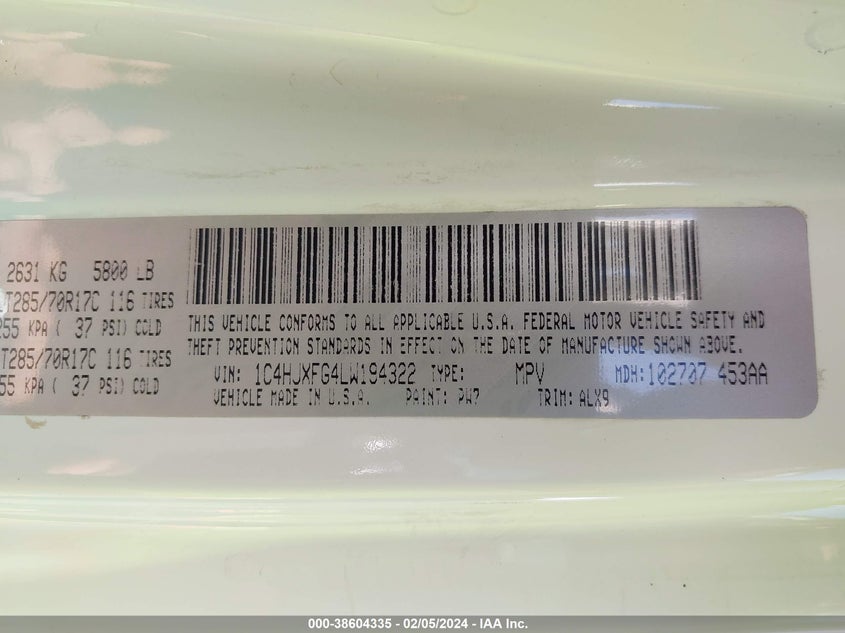 2631 KG 5800 LB
T285/70R17C 116 TIRES
255 KPA ( 37 PSI) COLD
T285/70R17C 116 TIRES
55 KPA ( 37 PSI) COLD
THIS VEHICLE CONFORMS TO ALL APPLICABLE U.S.A. FEDERAL MOTOR VEHICLE SAFETY AND
THEFT PREVENTION STANDARDS IN EFFECT ON THE DATE OF MANUFACTURE SHOWN ABOVE.
VIN: 1C4HJXFG4LW194322 TYPE: MPV MDH:102707 453AA
VEHICLE MADE IN U.S.A. PAINT: PW7 TRIM: ALX9
000-38604335 - 02/05/2024 - IAA Inc.